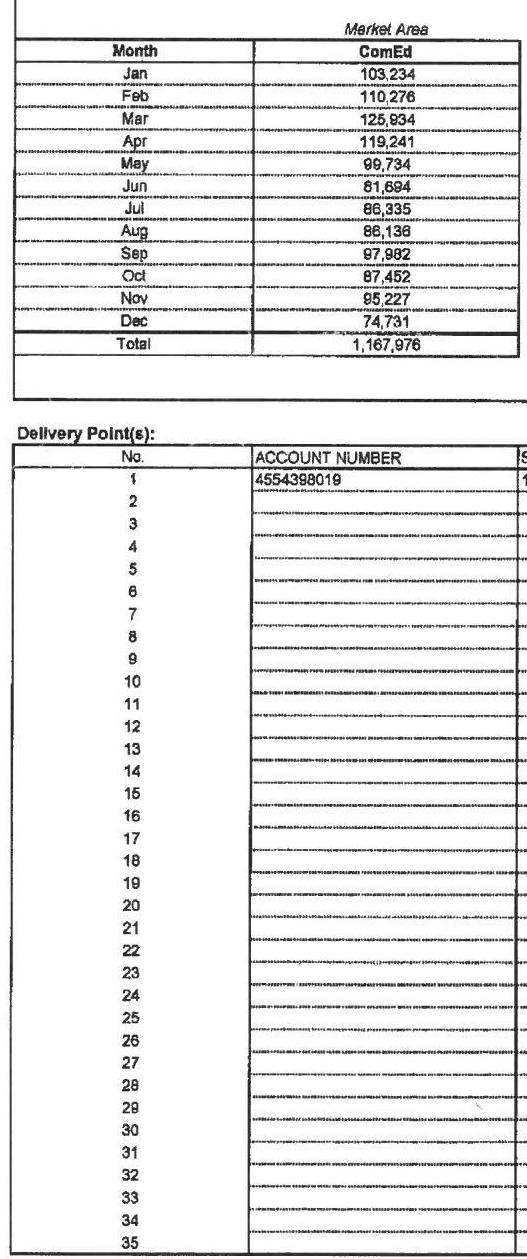 Market Area
Month ComEd
Jan 103,234
Feb 110,276
Mar 125,934
Apr 119,241
May 99,734
Jun 81,694
Jul 86,335
Aug 86,136
Sep 97,982
Oct 87,452
Nov 95,227
Dec 74,731
Total 1,167,976
Delivery Point(s):
No. ACCOUNT NUMBER
1 4554398019
2
3
4
5
6
7
8
9
10
11
12
13
14
15
16
17
18
19
20
21
22
23
24
25
26
27
28
29
30
31
32
33
34
35